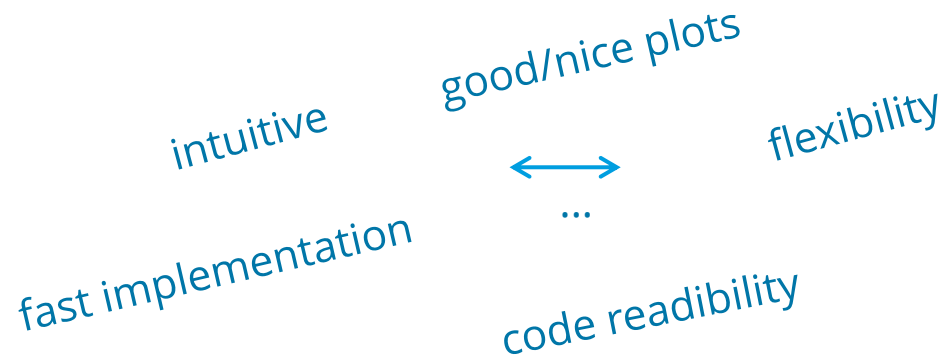 good/nice plots
intuitive
flexibility
...
fast implementation
code readibility